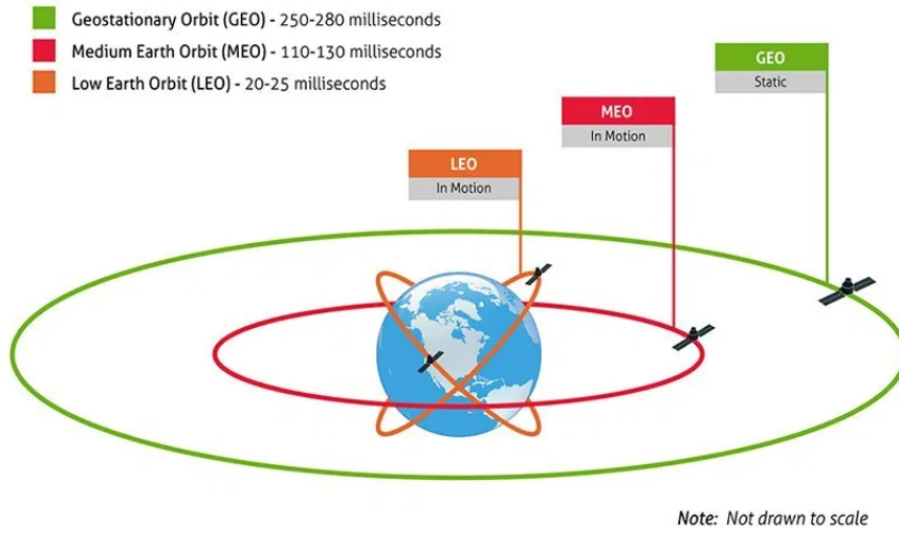 Geostationary Orbit (GEO) - 250-280 milliseconds
Medium Earth Orbit (MEO) - 110-130 milliseconds
Low Earth Orbit (LEO) - 20-25 milliseconds
GEO
Static
MEO
In Motion
LEO
In Motion
Note: Not drawn to scale